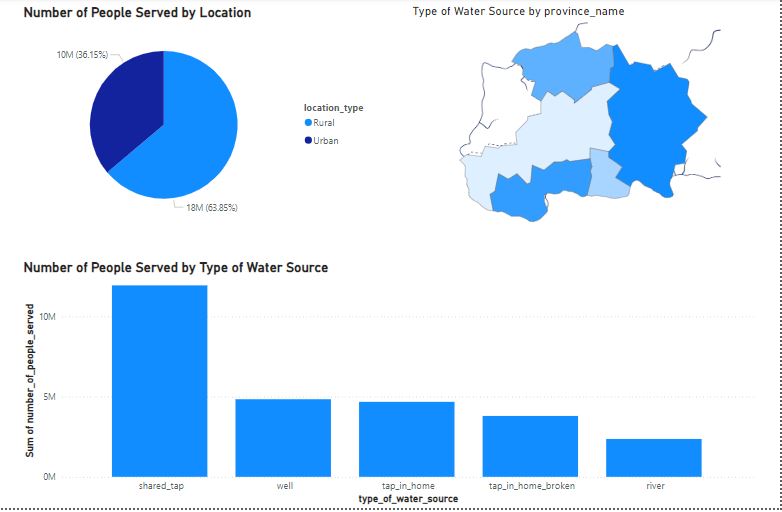 Number of People Served by Location
Type of Water Source by province_name
10M (36.15%)
location_type
Rural
Urban
18M (63.85%)
Number of People Served by Type of Water Source
Sum of number_of_people_served
10M
5M
0M
shared_tap
well
tap_in_home
tap_in_home_broken
river
type_of_water_source